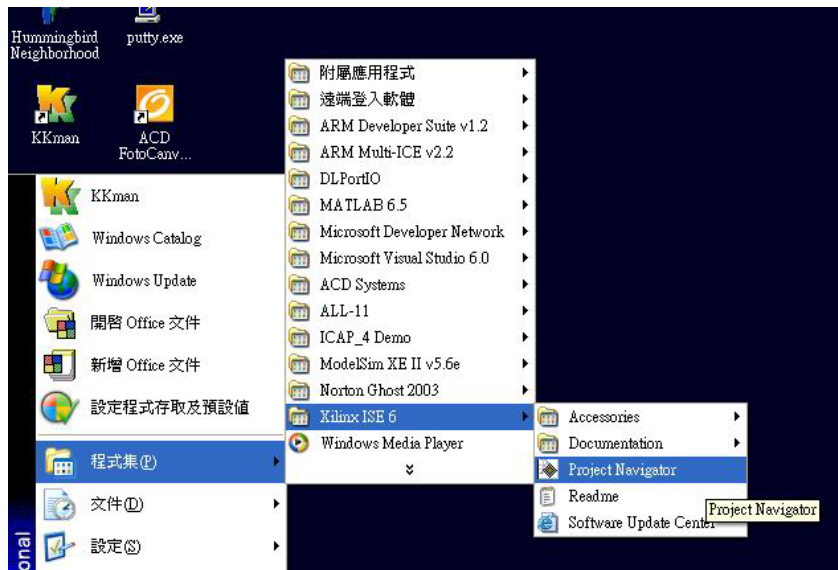 Hummingbird
Neighborhood
putty.exe
KKman
ACD
FotoCanv...
KKman
Windows Catalog
Windows Update
開啓 Office 文件
新增 Office 文件
設定程式存取及預設値
程式集(P)
文件(D)
設定(S)
onal
附屬應用程式
遠端登入軟體
ARM Developer Suite v1.2
ARM Multi-ICE v2.2
DLPortIO
MATLAB 6.5
Microsoft Developer Network
Microsoft Visual Studio 6.0
ACD Systems
ALL-11
ICAP_4 Demo
ModelSim XE II v5.6e
Norton Ghost 2003
Xilinx ISE 6
Windows Media Player
Accessories
Documentation
Project Navigator
Readme
Software Update Center
Project Navigator